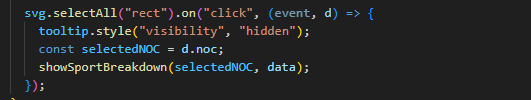 svg.selectAll("rect").on("click", (event, d) => {
  tooltip.style("visibility", "hidden");
  const selectedNOC = d.noc;
  showSportBreakdown(selectedNOC, data);
});